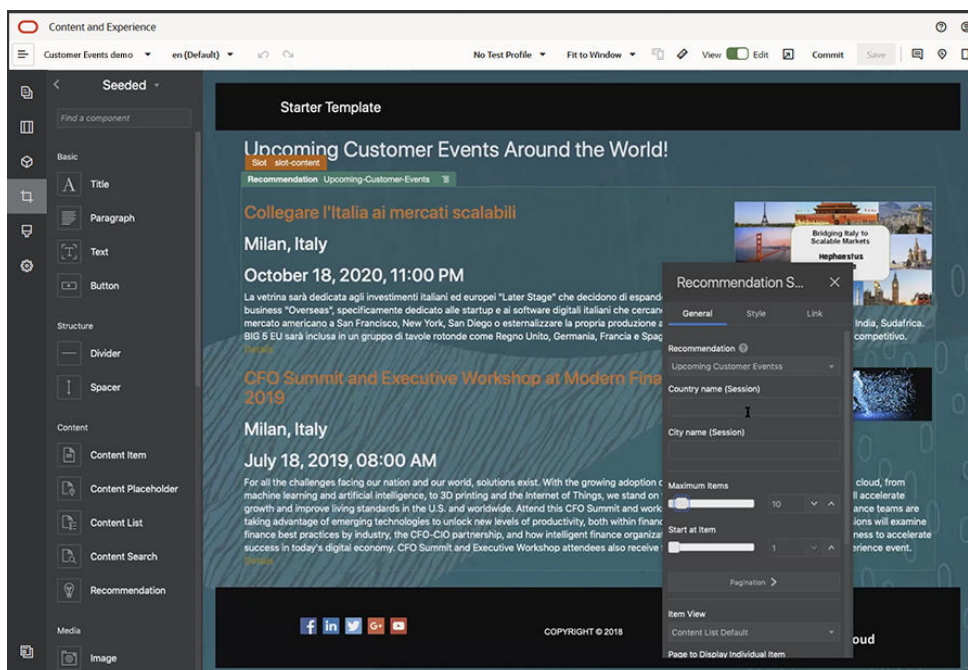 Content and Experience
Customer Events demo
en (Default)
No Test Profile
Fit to Window
View
Edit
Commit
Save
Seeded
Find a component
Basic
Title
Paragraph
Text
Button
Structure
Divider
Spacer
Content
Content Item
Content Placeholder
Content List
Content Search
Recommendation
Media
Image
Starter Template
Upcoming Customer Events Around the World!
Slot slot-content
Recommendation Upcoming-Customer-Events
Collegare l'Italia ai mercati scalabili
Milan, Italy
October 18, 2020, 11:00 PM
La vetrina sarà dedicata agli investimenti italiani ed europei "Later Stage" che decidono di espand
business "Overseas", specificamente dedicato alle startup e ai software digitali italiani che cercan
mercato americano a San Francisco, New York, San Diego o esternalizzare la propria produzione a
India, Sudafrica.
BIG 5 EU sarà inclusa in un gruppo di tavole rotonde come Regno Unito, Germania, Francia e Spag
competitivo.
Details
Bridging Italy to
Scalable Markets
Hephaestus
CFO Summit and Executive Workshop at Modern Fina
2019
Milan, Italy
July 18, 2019, 08:00 AM
For all the challenges facing our nation and our world, solutions exist. With the growing adoption o
cloud, from
machine learning and artificial intelligence, to 3D printing and the Internet of Things, we stand on
ll accelerate
growth and improve living standards in the U.S. and worldwide. Attend this CFO Summit and work
ance teams are
taking advantage of emerging technologies to unlock new levels of productivity, both within financ
ions will examine
finance best practices by industry, the CFO-CIO partnership, and how intelligent finance organiza
ness to accelerate
success in today's digital economy. CFO Summit and Executive Workshop attendees also receive
erience event.
Details
COPYRIGHT © 2018
oud
Recommendation S...
General
Style
Link
Recommendation
Upcoming Customer Eventss
Country name (Session)
City name (Session)
Maximum Items
10
Start at Item
1
Pagination
Item View
Content List Default
Page to Display Individual Item